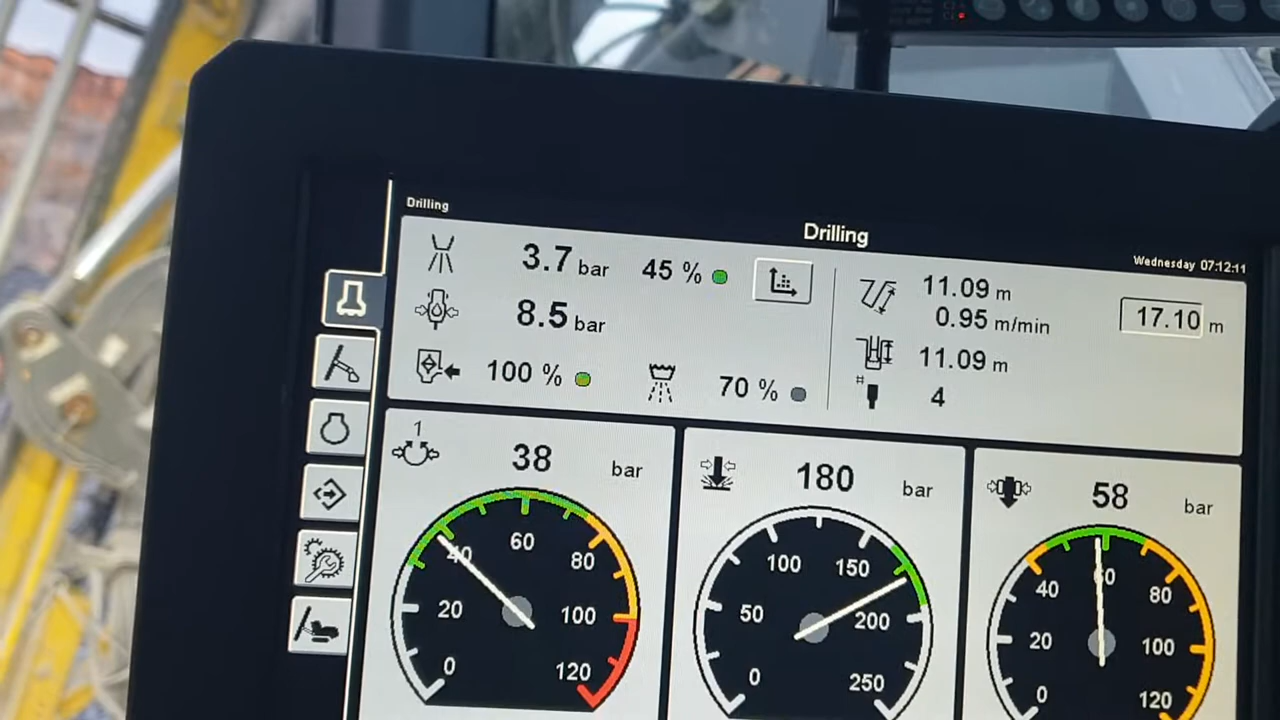 Drilling
Drilling
Wednesday 07:12:11
3.7 bar 45 %
8.5 bar
100 % 70 %
11.09 m
0.95 m/min
17.10 m
11.09 m
# 4
1
38 bar
0 20 40 60 80 100 120
180 bar
0 50 100 150 200 250
58 bar
0 20 40 60 80 100 120